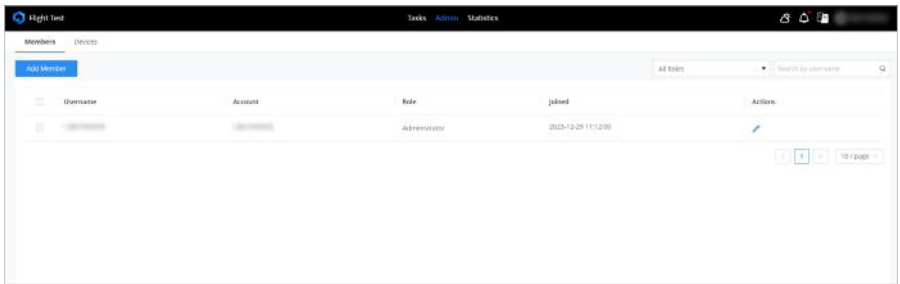 Flight Test Tasks Admin Statistics
Members Devices
Add Member All Roles Search by username
Username Account Role Joined Actions
Administrator 2023-12-29 11:12:00
1 10 / page